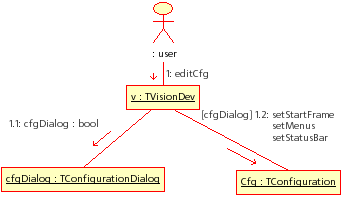 : user
1: editCfg
v : TVisionDev
[cfgDialog] 1.2: setStartFrame
setMenus
setStatusBar
1.1: cfgDialog : bool
cfgDialog : TConfigurationDialog
Cfg : TConfiguration